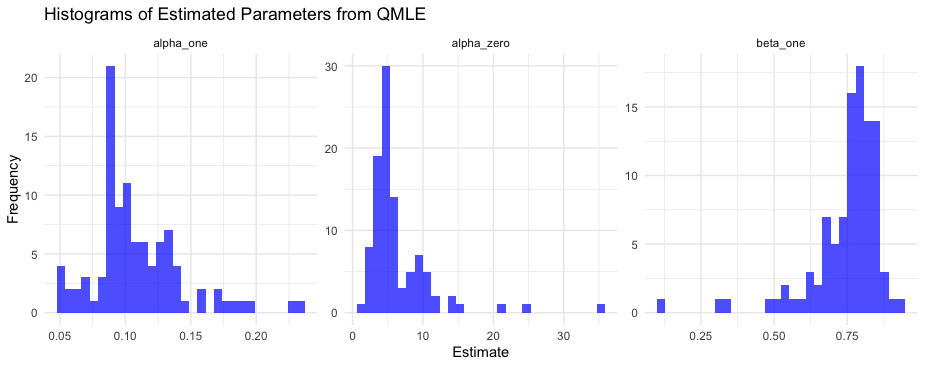 Histograms of Estimated Parameters from QMLE
alpha_one
alpha_zero
beta_one
Frequency
20
15
10
5
0
0.05 0.10 0.15 0.20
30
20
10
0
0 10 20 30
15
10
5
0
0.25 0.50 0.75
Estimate